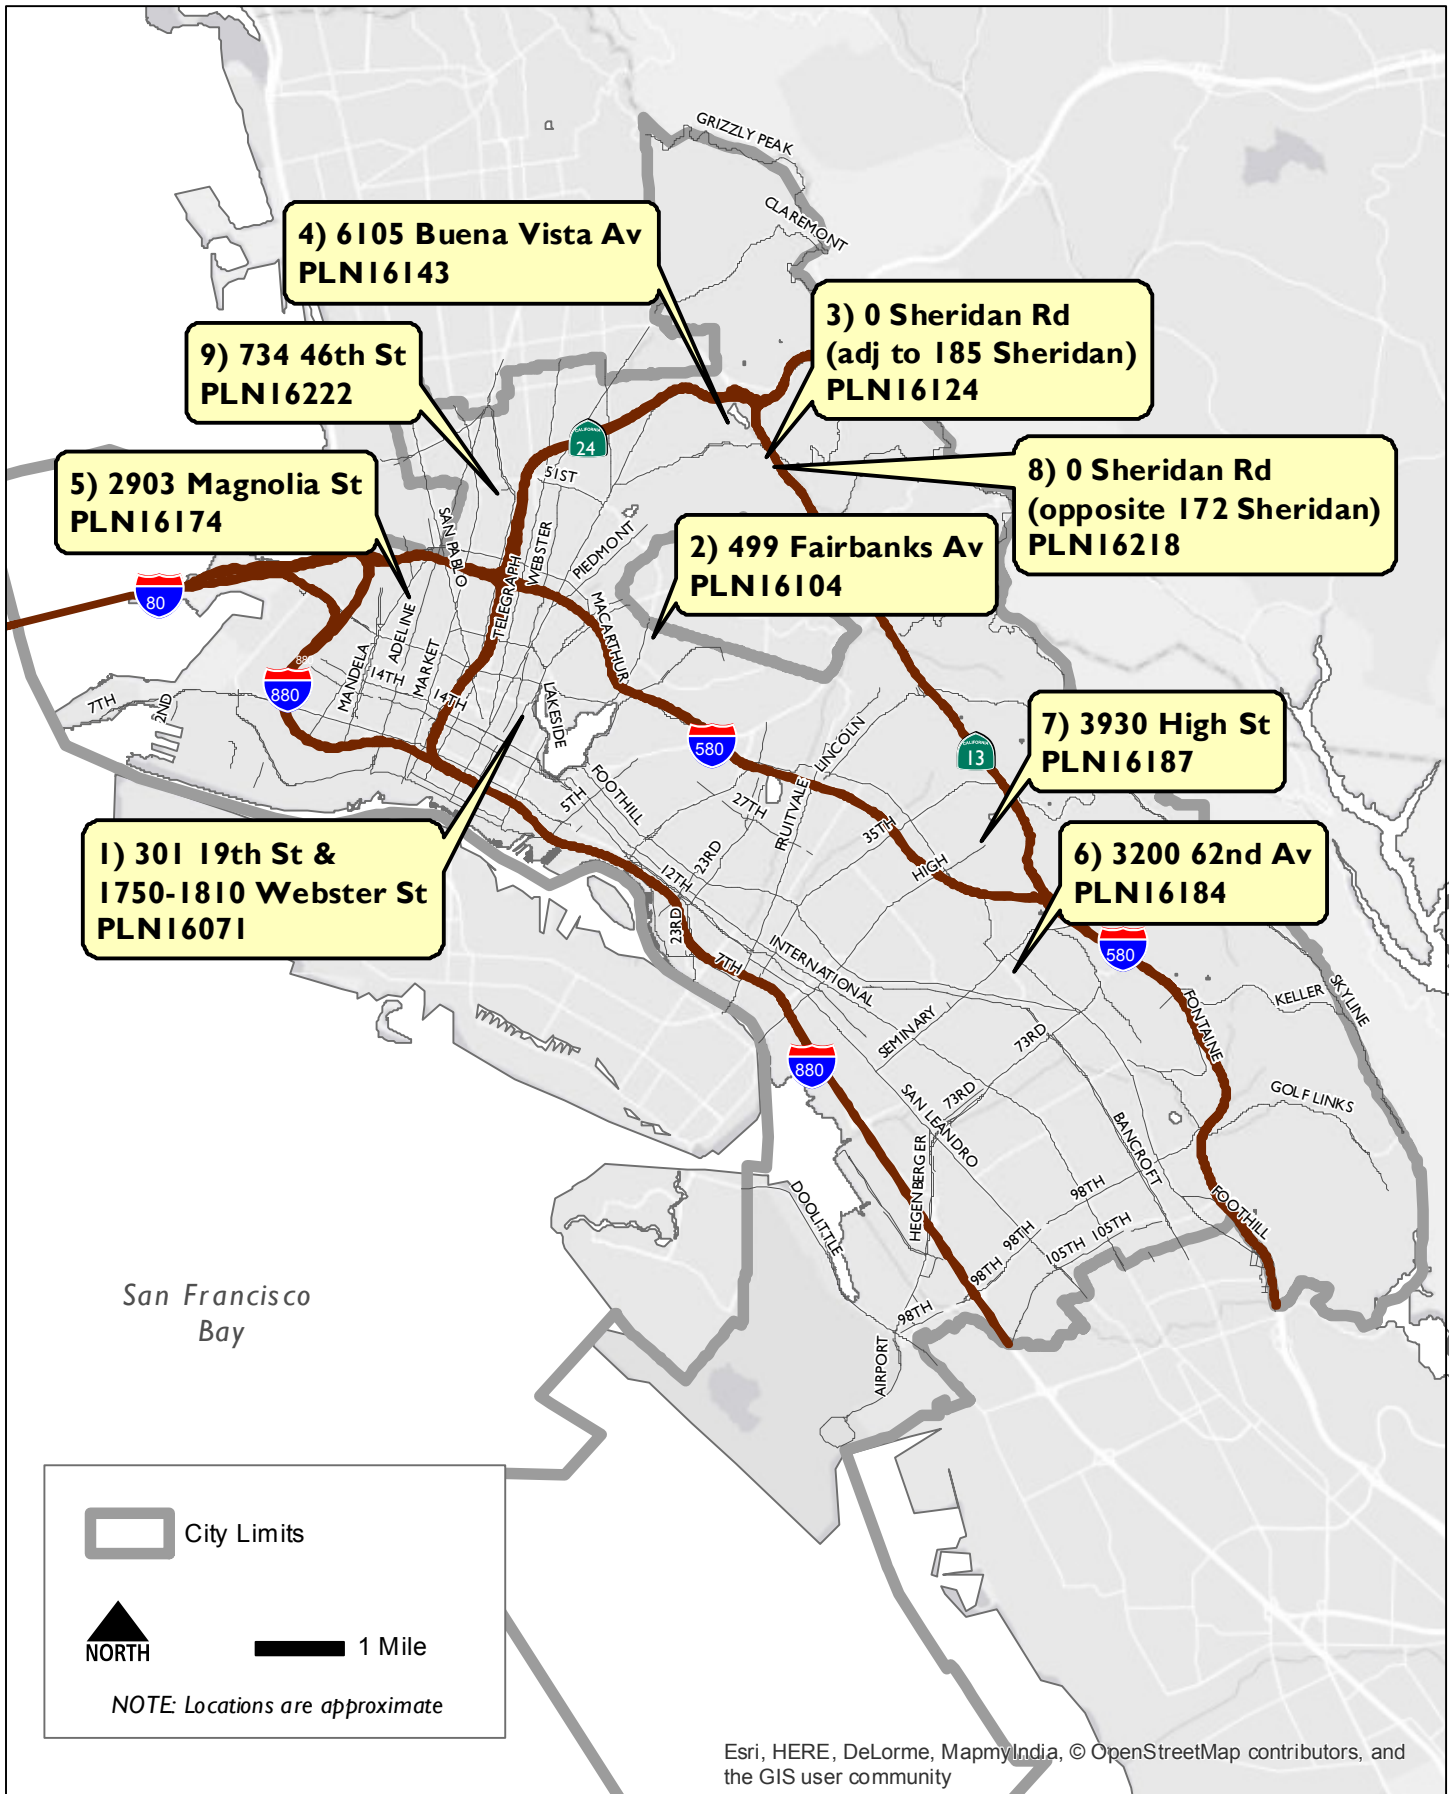 GRIZZLY PEAK
CLAREMONT
4) 6105 Buena Vista Av
PLN16143
3) 0 Sheridan Rd
(adj to 185 Sheridan)
PLN16124
9) 734 46th St
PLN16222
CALIFORNIA
24
51ST
8) 0 Sheridan Rd
(opposite 172 Sheridan)
PLN16218
5) 2903 Magnolia St
PLN16174
SAN PABLO
WEBSTER
PIEDMONT
2) 499 Fairbanks Av
PLN16104
80
TELEGRAPH
MACARTHUR
ADELINE
MANDELA
MARKET
14TH
14TH
880
880
7TH
2ND
LAKESIDE
580
LINCOLN
CALIFORNIA
13
7) 3930 High St
PLN16187
FOOTHILL
5TH
27TH
FRUITVALE
35TH
HIGH
1) 301 19th St &
1750-1810 Webster St
PLN16071
6) 3200 62nd Av
PLN16184
12TH
23RD
23RD
7TH
INTERNATIONAL
580
SKYLINE
KELLER
FONTAINE
SEMINARY
73RD
880
73RD
SAN LEANDRO
GOLF LINKS
BANCROFT
HEGENBERGER
DOOLITTLE
98TH
FOOTHILL
98TH
105TH
105TH
98TH
98TH
AIRPORT
San Francisco
Bay
City Limits
NORTH
1 Mile
NOTE: Locations are approximate
Esri, HERE, DeLorme, MapmyIndia, © OpenStreetMap contributors, and
the GIS user community